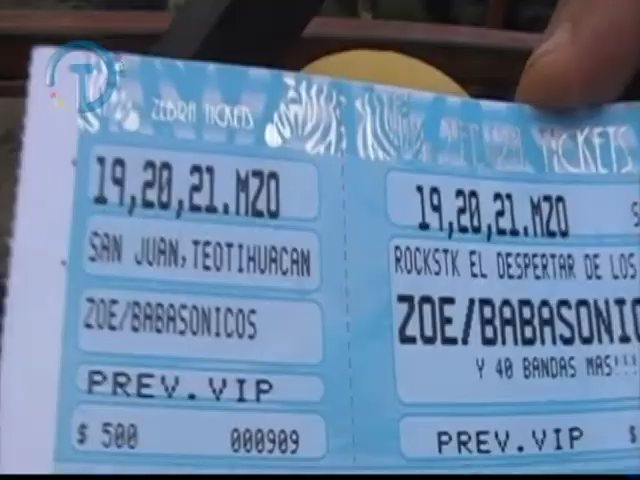 T
ZEBRA TICKETS
19,20,21.MZO
SAN JUAN,TEOTIHUACAN
ZOE/BABASONICOS
PREV.VIP
$ 500 000909
TICKETS
19,20,21.MZO S
ROCKSTK EL DESPERTAR DE LOS
ZOE/BABASONIC
Y 40 BANDAS MAS!!!
PREV.VIP $